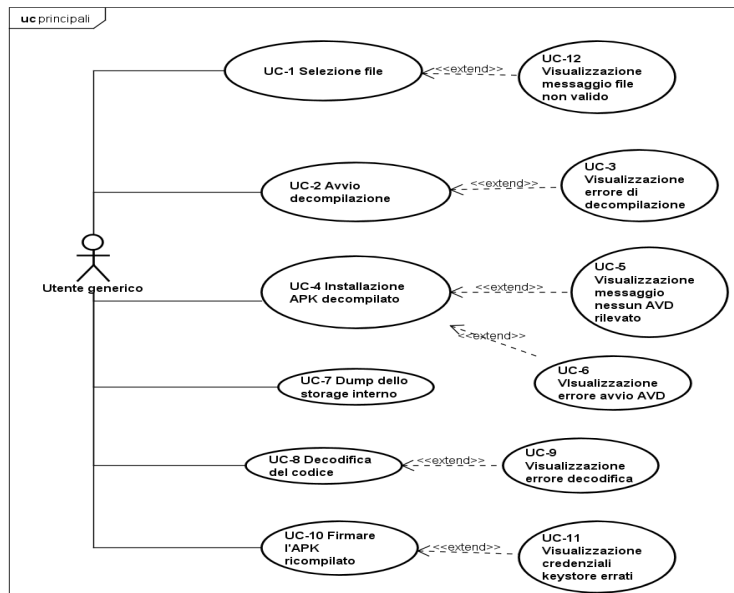 uc principali
UC-1 Selezione file
<<extend>>
UC-12
Visualizzazione
messaggio file
non valido
UC-2 Avvio
decompilazione
<<extend>>
UC-3
Visualizzazione
errore di
decompilazione
Utente generico
UC-4 Installazione
APK decompilato
<<extend>>
UC-5
Visualizzazione
messaggio
nessun AVD
rilevato
<<extend>>
UC-6
VIsualizzazione
errore avvio AVD
UC-7 Dump dello
storage interno
UC-8 Decodifica
del codice
<<extend>>
UC-9
Visualizzazione
errore decodifica
UC-10 Firmare
l'APK
ricompilato
<<extend>>
UC-11
Visualizzazione
credenziali
keystore errati